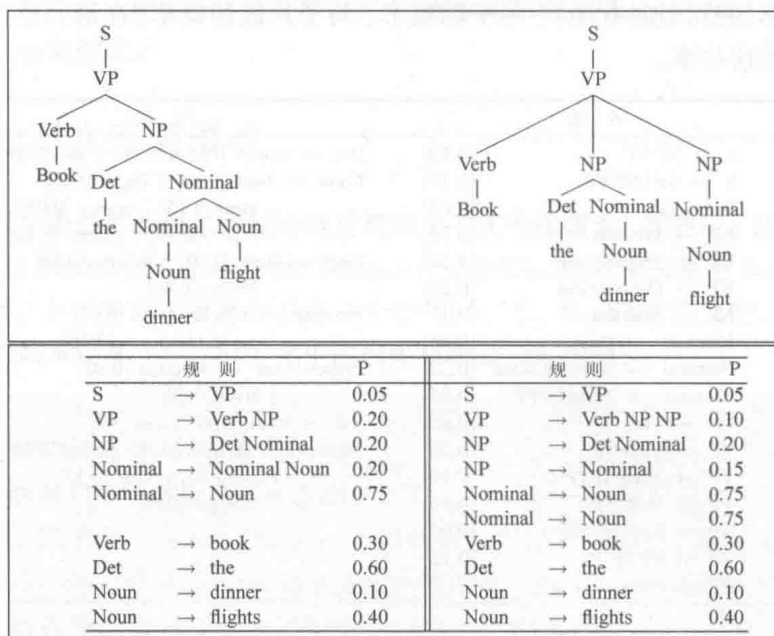 S
VP
Verb NP
Book Det Nominal
the Nominal Noun
Noun flight
dinner
S
VP
Verb NP NP
Book Det Nominal Nominal
the Noun Noun
dinner flight
规 则 P
S → VP 0.05
VP → Verb NP 0.20
NP → Det Nominal 0.20
Nominal → Nominal Noun 0.20
Nominal → Noun 0.75
Verb → book 0.30
Det → the 0.60
Noun → dinner 0.10
Noun → flights 0.40
规 则 P
S → VP 0.05
VP → Verb NP NP 0.10
NP → Det Nominal 0.20
NP → Nominal 0.15
Nominal → Noun 0.75
Nominal → Noun 0.75
Verb → book 0.30
Det → the 0.60
Noun → dinner 0.10
Noun → flights 0.40